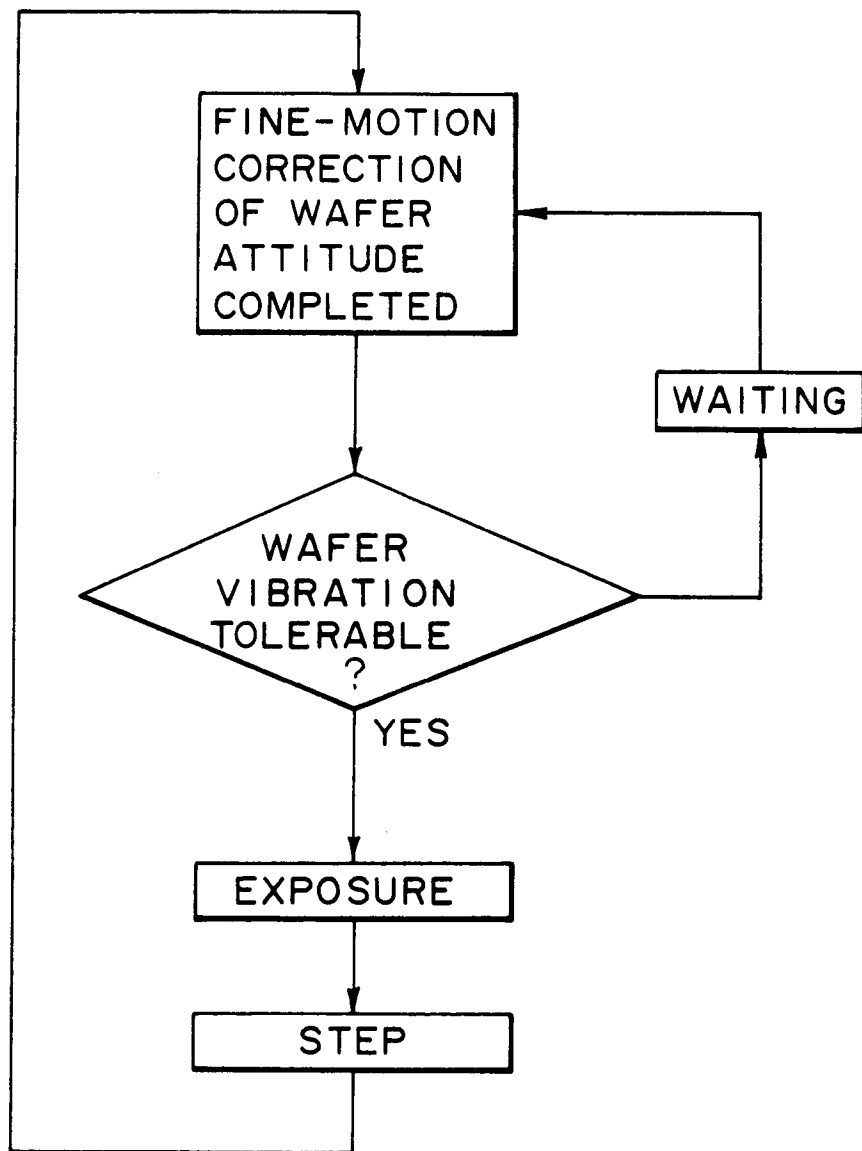 FINE-MOTION
CORRECTION
OF WAFER
ATTITUDE
COMPLETED
WAITING
WAFER
VIBRATION
TOLERABLE
?
YES
EXPOSURE
STEP